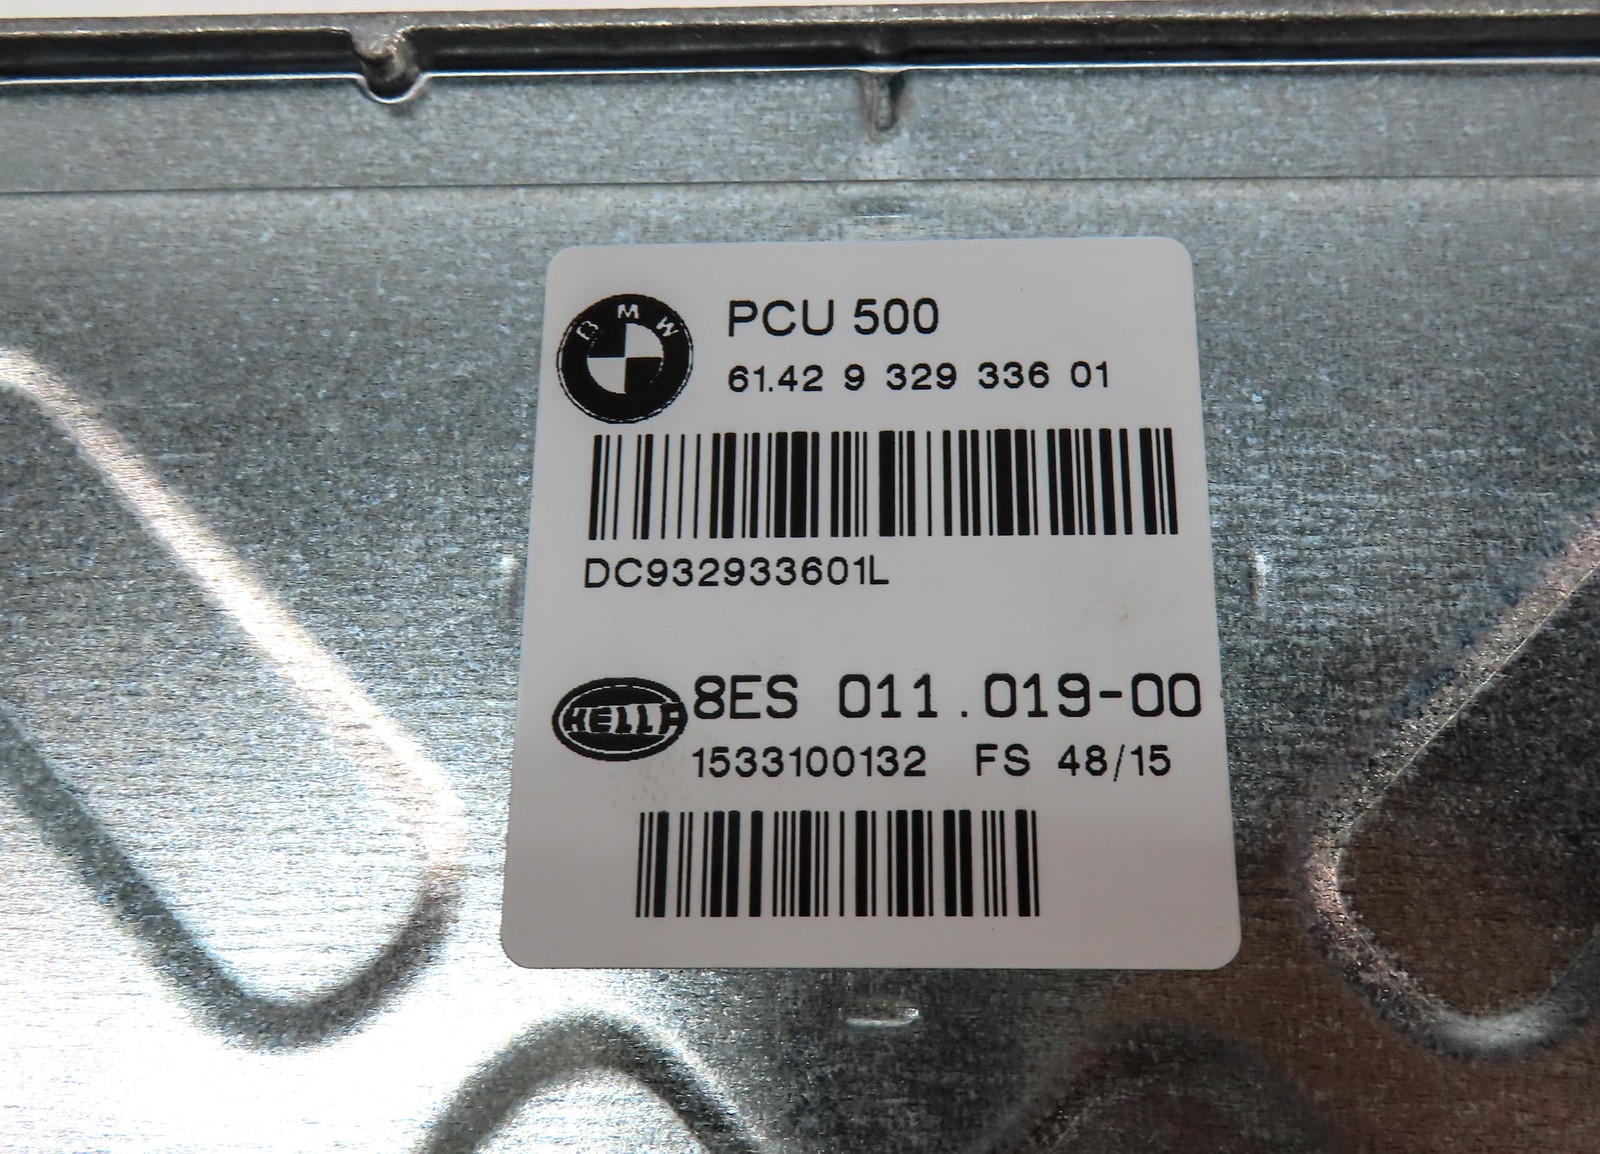 BMW
PCU 500
61.42 9 329 336 01
DC932933601L
HELLA
8ES 011.019-00
1533100132 FS 48/15